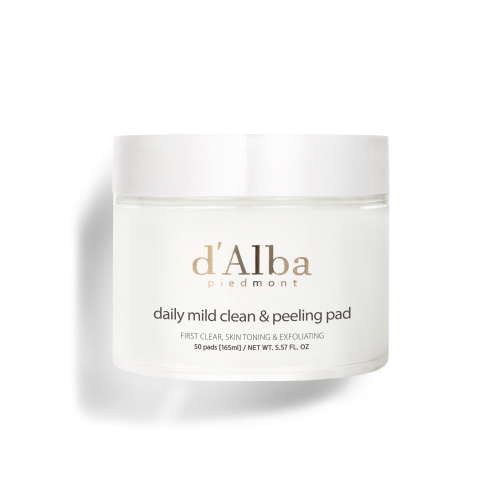 d'Alba
piedmont
daily mild clean & peeling pad
FIRST CLEAR, SKIN TONING & EXFOLIATING
50 pads [165ml] / NET WT. 5.57 FL. OZ